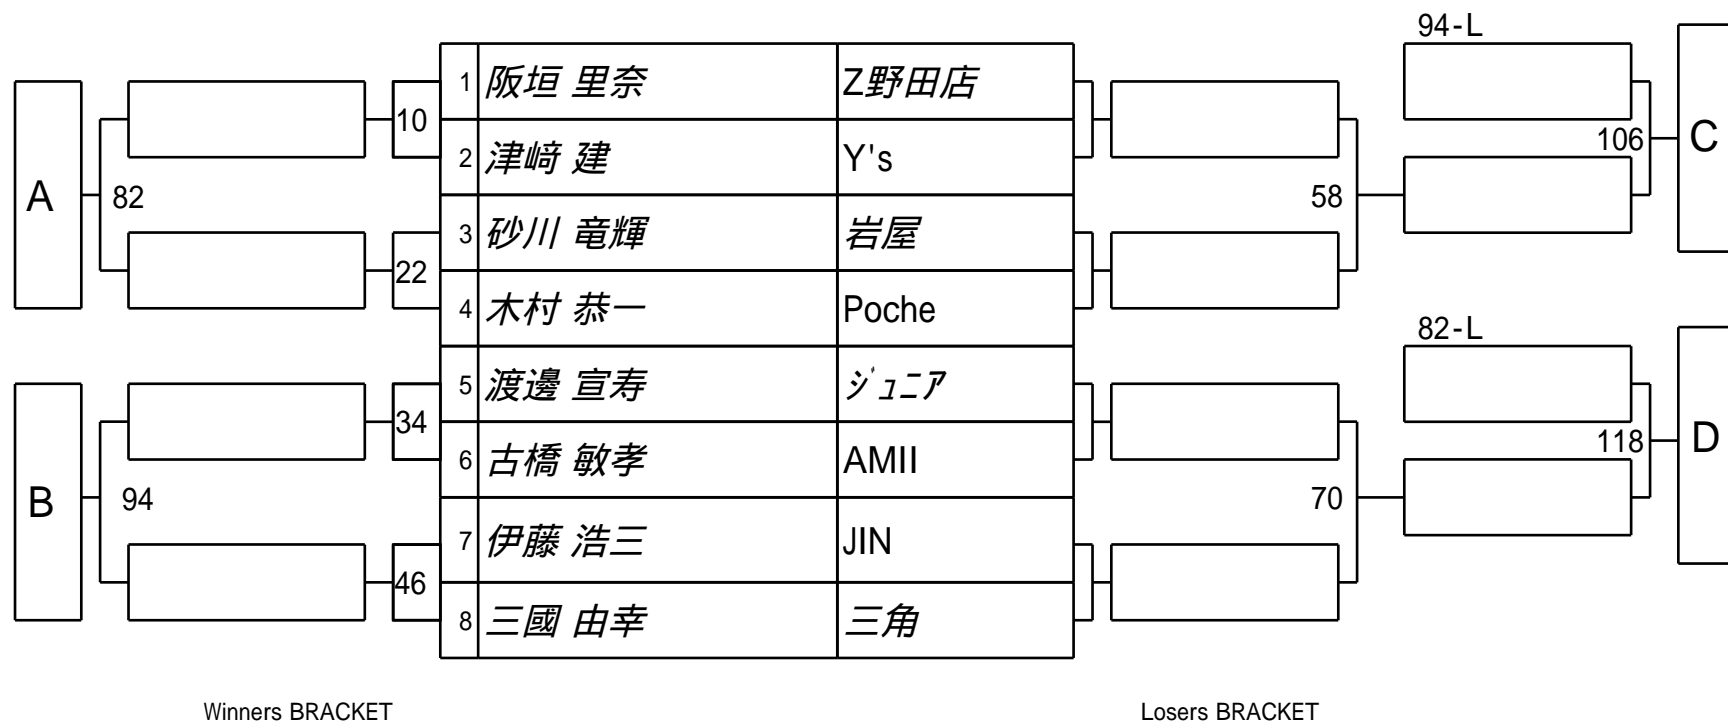 94-L
1 阪垣 里奈 Z野田店
10
2 津﨑 建 Y's
106 C
A 82
3 砂川 竜輝 岩屋
58
22
4 木村 恭一 Poche
82-L
5 渡邊 宣寿 ジュニア
34
6 古橋 敏孝 AMII
118 D
B 94
70
7 伊藤 浩三 JIN
46
8 三國 由幸 三角
Winners BRACKET Losers BRACKET